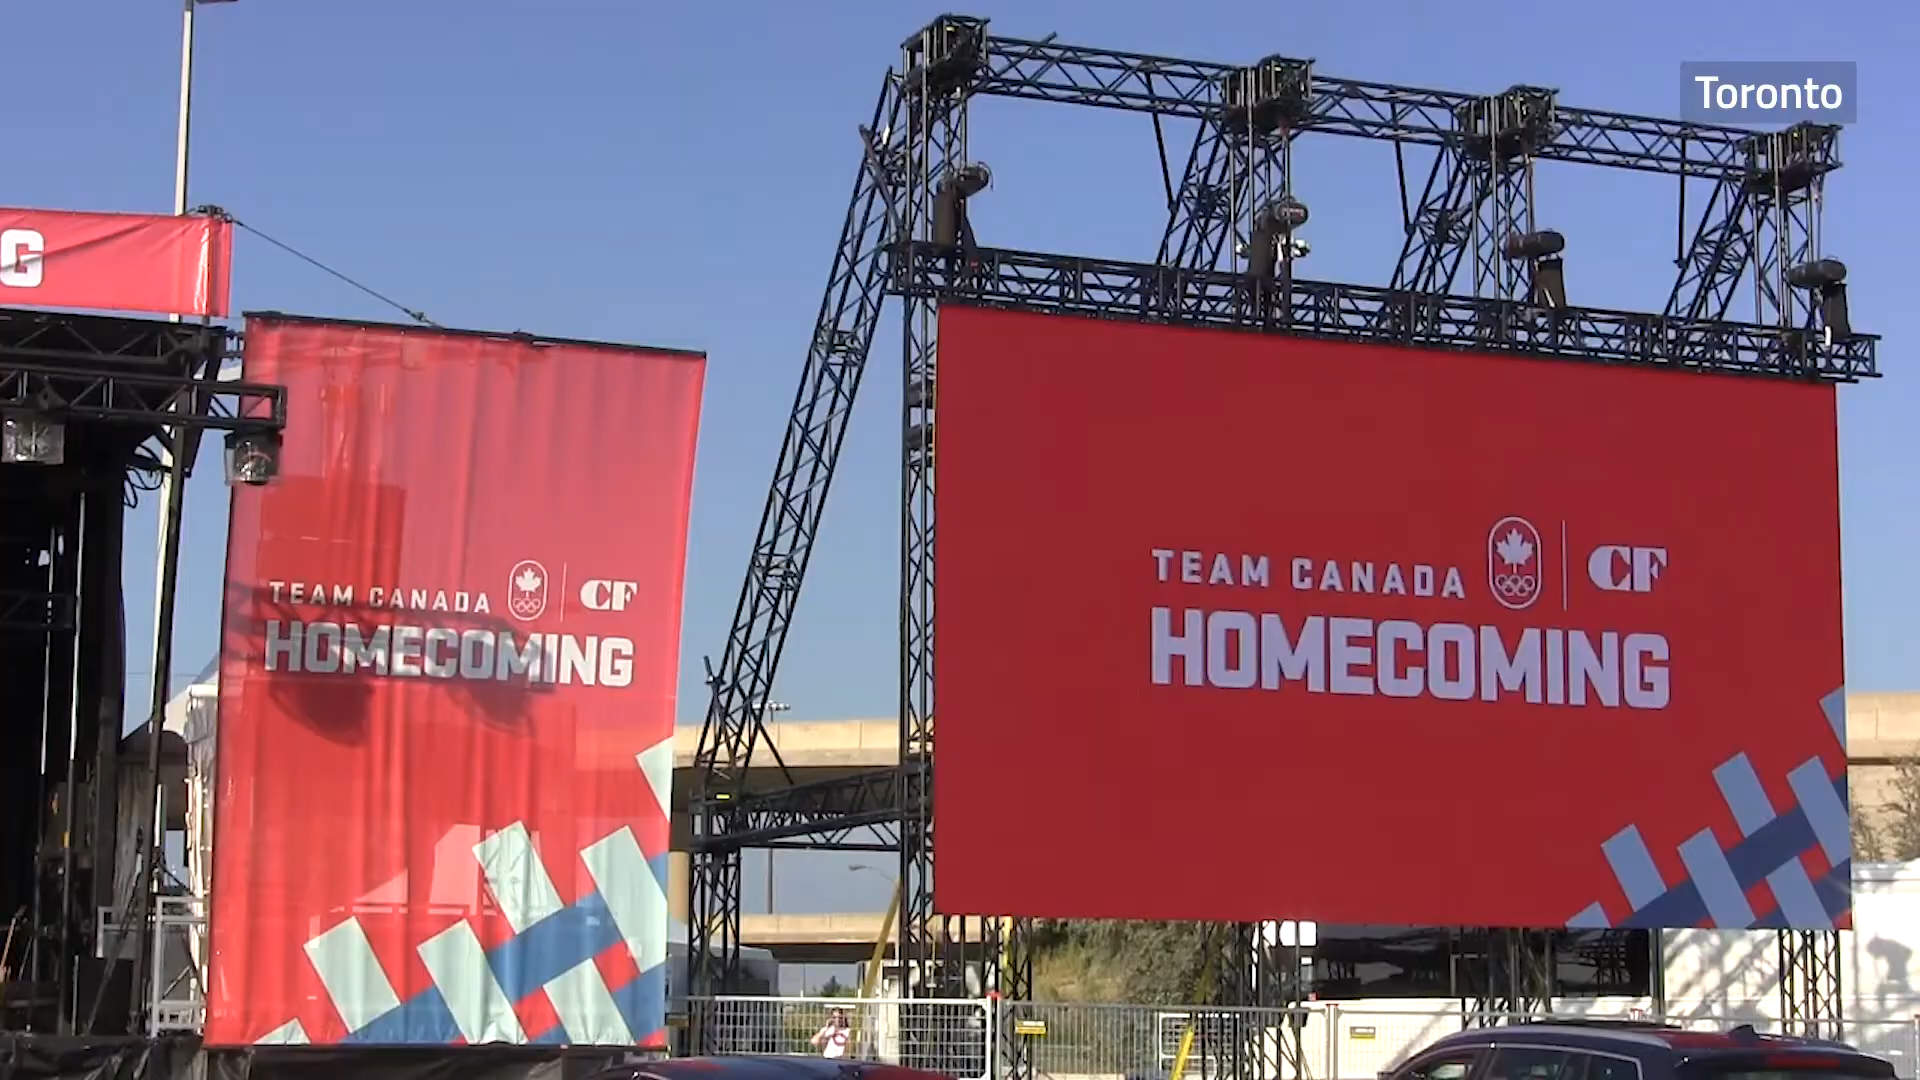 Toronto
G
TEAM CANADA CF
HOMECOMING
TEAM CANADA CF
HOMECOMING